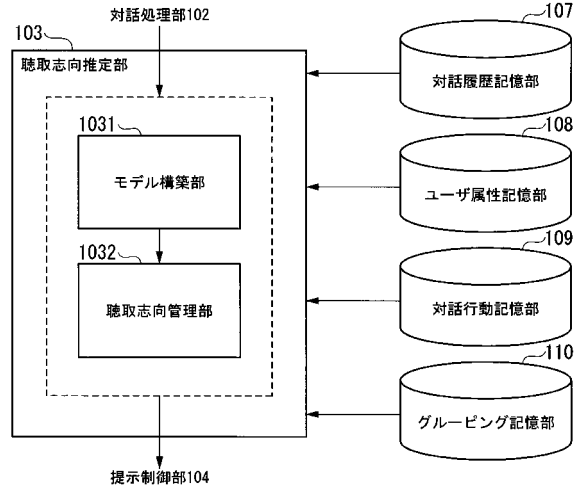 対話処理部102
103
聴取志向推定部
1031
モデル構築部
1032
聴取志向管理部
提示制御部104
107
対話履歴記憶部
108
ユーザ属性記憶部
109
対話行動記憶部
110
グルーピング記憶部